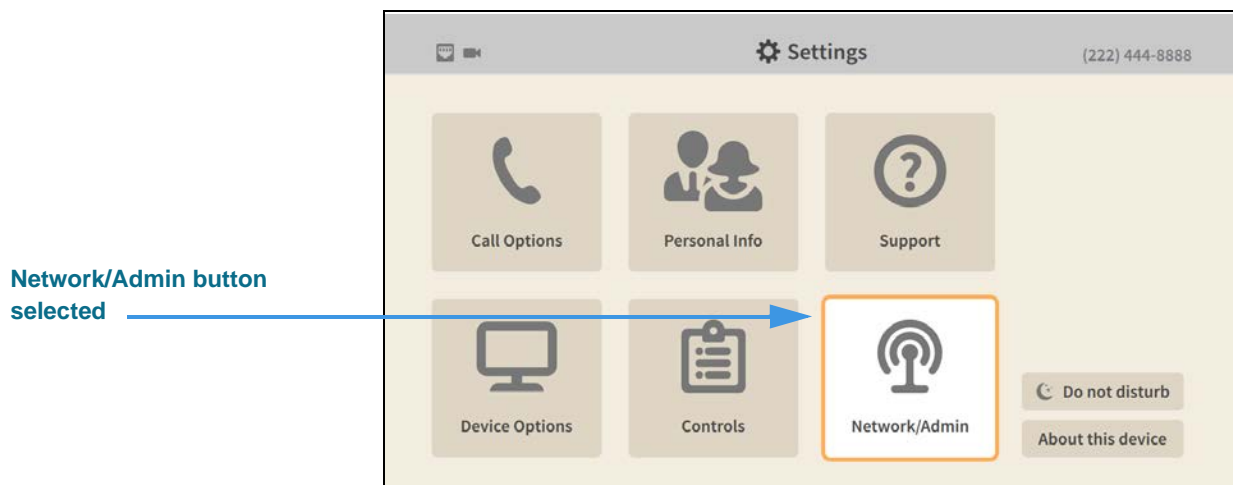 Settings
(222) 444-8888
Call Options
Personal Info
Support
Network/Admin button
selected
Device Options
Controls
Network/Admin
Do not disturb
About this device